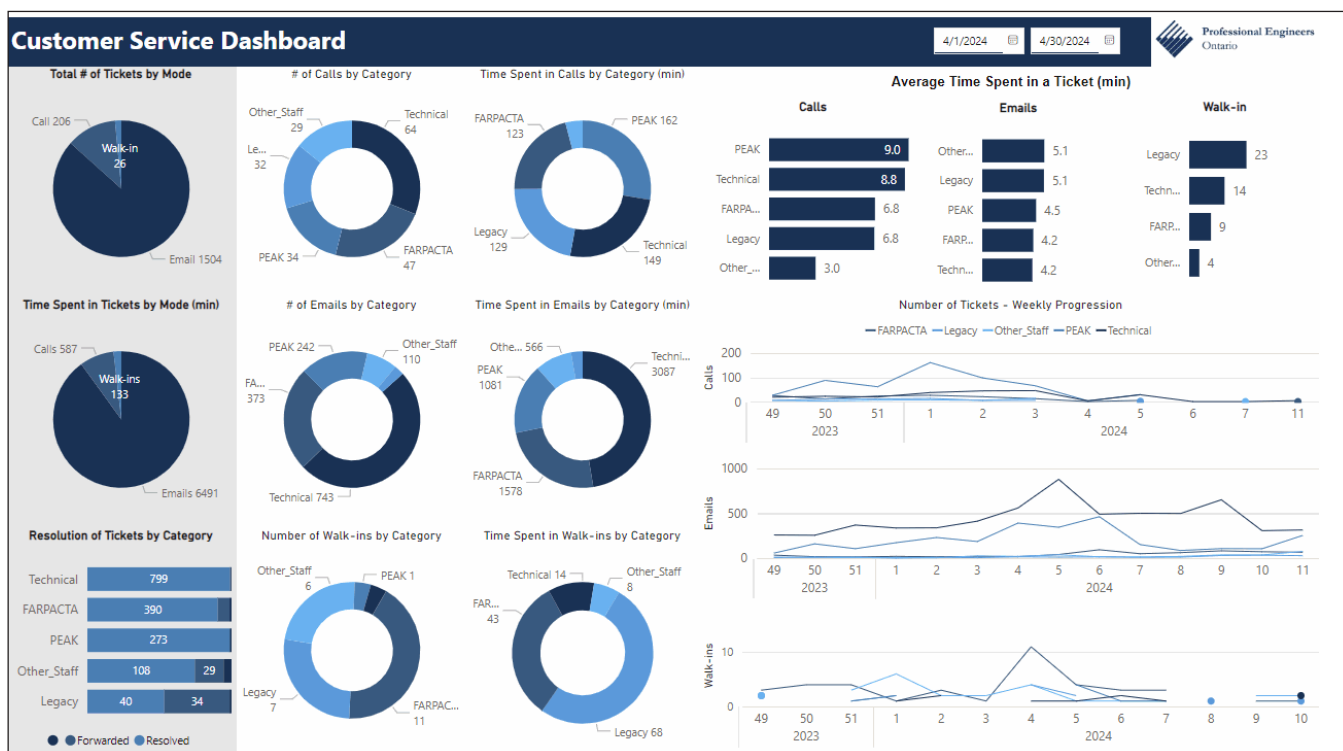 Customer Service Dashboard
4/1/2024
4/30/2024
Professional Engineers
Ontario
Total # of Tickets by Mode
Call 206
Walk-in
26
Email 1504
# of Calls by Category
Other_Staff
29
Technical
64
Le...
32
PEAK 34
FARPACTA
47
Time Spent in Calls by Category (min)
FARPACTA
123
PEAK 162
Legacy
129
Technical
149
Average Time Spent in a Ticket (min)
Calls
PEAK
9.0
Technical
8.8
FARPA...
6.8
Legacy
6.8
Other_...
3.0
Emails
Other...
5.1
Legacy
5.1
PEAK
4.5
FARP...
4.2
Techn...
4.2
Walk-in
Legacy
23
Techn...
14
FARP...
9
Other...
4
Time Spent in Tickets by Mode (min)
Calls 587
Walk-ins
133
Emails 6491
# of Emails by Category
PEAK 242
Other_Staff
110
FA...
373
Technical 743
Time Spent in Emails by Category (min)
Othe... 566
Techni...
3087
PEAK
1081
FARPACTA
1578
Number of Tickets - Weekly Progression
FARPACTA Legacy Other_Staff PEAK Technical
Calls
200
100
0
49 50 51 1 2 3 4 5 6 7 11
2023 2024
Emails
1000
500
0
49 50 51 1 2 3 4 5 6 7 8 9 10 11
2023 2024
Walk-ins
10
0
49 50 51 1 2 3 4 5 6 7 8 9 10
2023 2024
Resolution of Tickets by Category
Technical
799
FARPACTA
390
PEAK
273
Other_Staff
108 29
Legacy
40 34
Forwarded Resolved
Number of Walk-ins by Category
Other_Staff
6
PEAK 1
Legacy
7
FARPAC...
11
Time Spent in Walk-ins by Category
Technical 14
Other_Staff
8
FAR...
43
Legacy 68